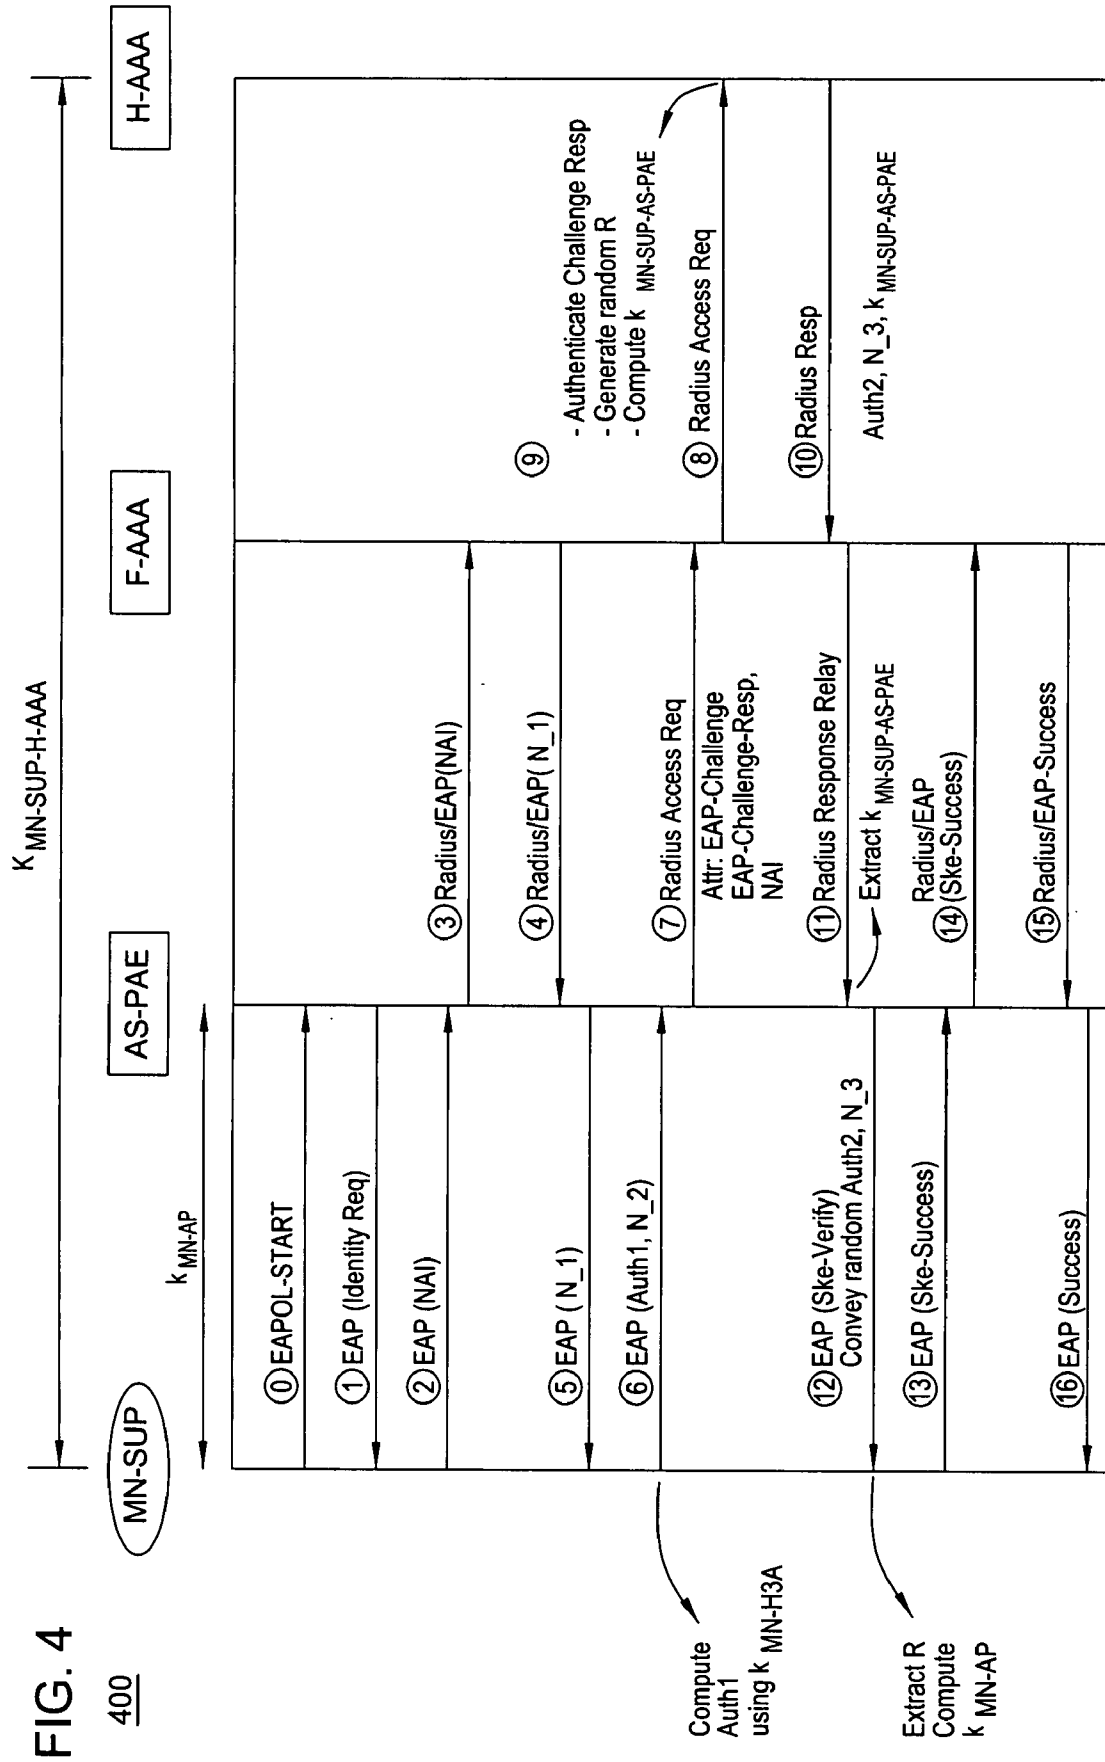 FIG. 4
400
K MN-SUP-H-AAA
MN-SUP
AS-PAE
F-AAA
H-AAA
k MN-AP
0 EAPOL-START
1 EAP (Identity Req)
2 EAP (NAI)
3 Radius/EAP(NAI)
4 Radius/EAP( N_1)
5 EAP ( N_1)
6 EAP (Auth1, N_2)
Compute
Auth1
using k MN-H3A
7 Radius Access Req
Attr: EAP-Challenge
EAP-Challenge-Resp,
NAI
8 Radius Access Req
9
- Authenticate Challenge Resp
- Generate random R
- Compute k MN-SUP-AS-PAE
10 Radius Resp
Auth2, N_3, k MN-SUP-AS-PAE
11 Radius Response Relay
Extract k MN-SUP-AS-PAE
12 EAP (Ske-Verify)
Convey random Auth2, N_3
Extract R
Compute
k MN-AP
13 EAP (Ske-Success)
Radius/EAP
14 (Ske-Success)
15 Radius/EAP-Success
16 EAP (Success)